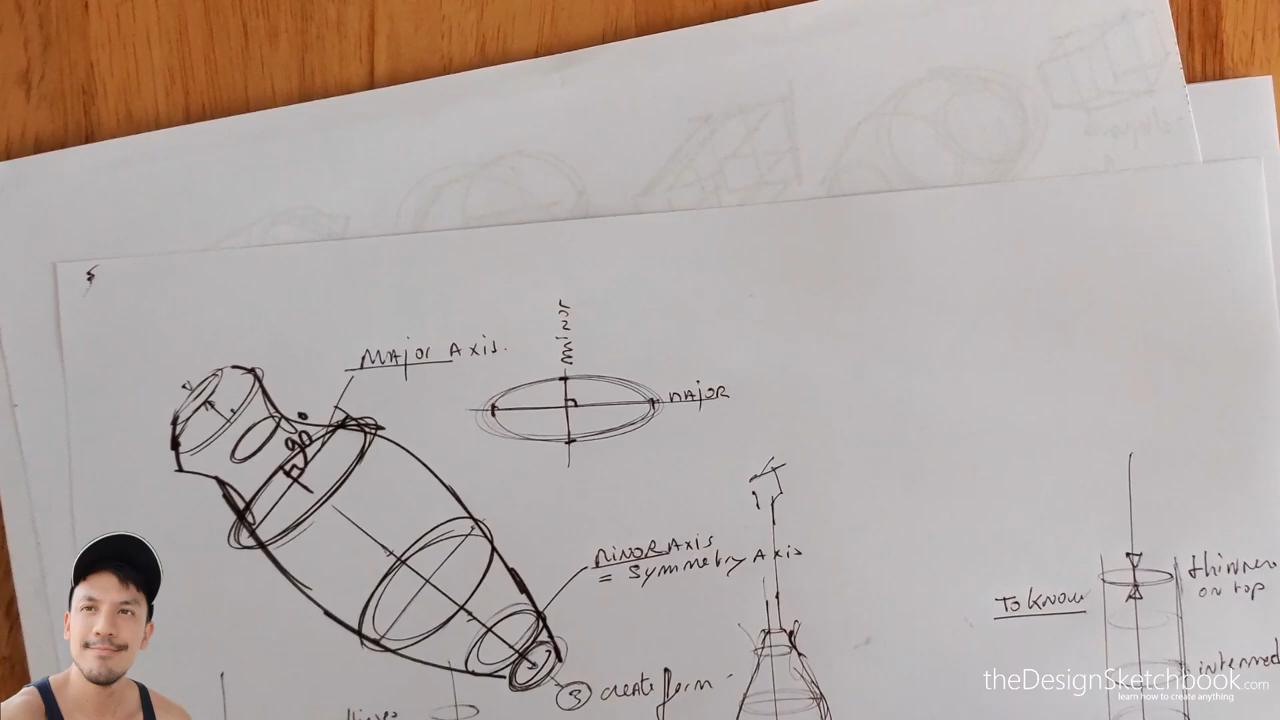 minor
MAjor AXis.
MAjOR
90°
MiNOR AXis
= Symmetry Axis
To Know
thinner
on top
③ create form
theDesignSketchbook.com
learn how to create anything